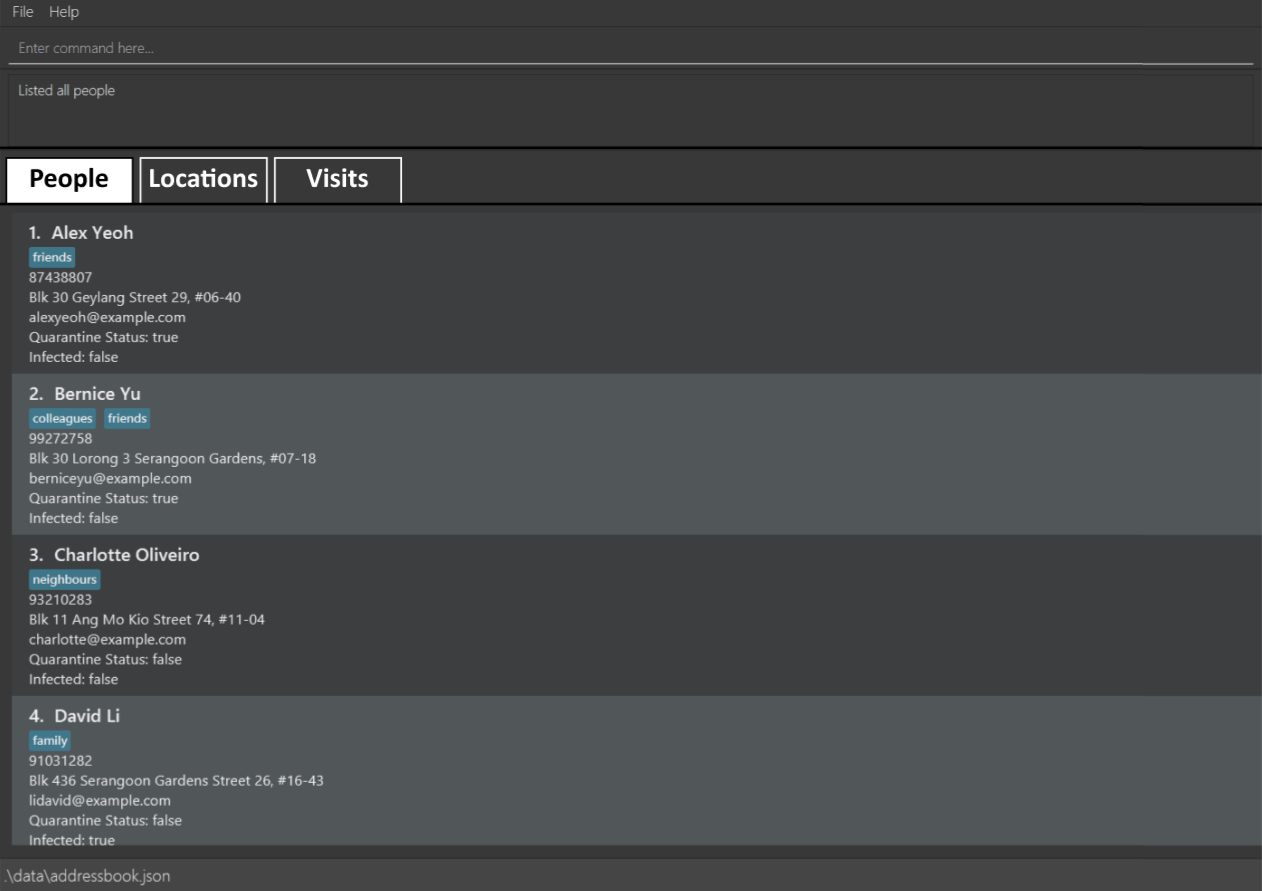 File Help
Enter command here...
Listed all people
People Locations Visits
1. Alex Yeoh
friends
87438807
Blk 30 Geylang Street 29, #06-40
alexyeoh@example.com
Quarantine Status: true
Infected: false
2. Bernice Yu
colleagues friends
99272758
Blk 30 Lorong 3 Serangoon Gardens, #07-18
berniceyu@example.com
Quarantine Status: true
Infected: false
3. Charlotte Oliveiro
neighbours
93210283
Blk 11 Ang Mo Kio Street 74, #11-04
charlotte@example.com
Quarantine Status: false
Infected: false
4. David Li
family
91031282
Blk 436 Serangoon Gardens Street 26, #16-43
lidavid@example.com
Quarantine Status: false
Infected: true
.\data\addressbook.json